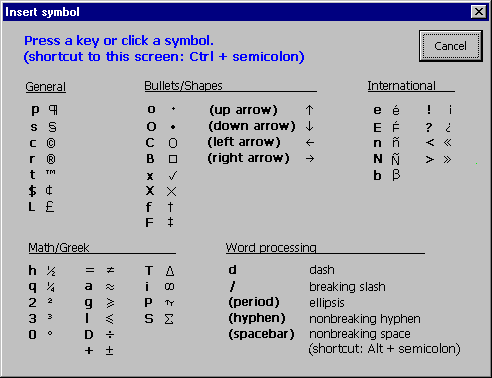 Insert symbol
Press a key or click a symbol.
(shortcut to this screen: Ctrl + semicolon)
Cancel
General
p ¶
s §
c ©
r ®
t ™
$ ¢
L £
Bullets/Shapes
o ·
O •
C ○
B □
x ✓
X ×
f †
F ‡
(up arrow) ↑
(down arrow) ↓
(left arrow) ←
(right arrow) →
International
e é
E É
n ñ
N Ñ
b β
! ¡
? ¿
< «
> »
Math/Greek
h ½
q ¼
2 ²
3 ³
0 °
= ≠
a ≈
g ≥
l ≤
D ÷
+ ±
T Δ
i ∞
P
S Σ
Word processing
d dash
/ breaking slash
(period) ellipsis
(hyphen) nonbreaking hyphen
(spacebar) nonbreaking space
(shortcut: Alt + semicolon)